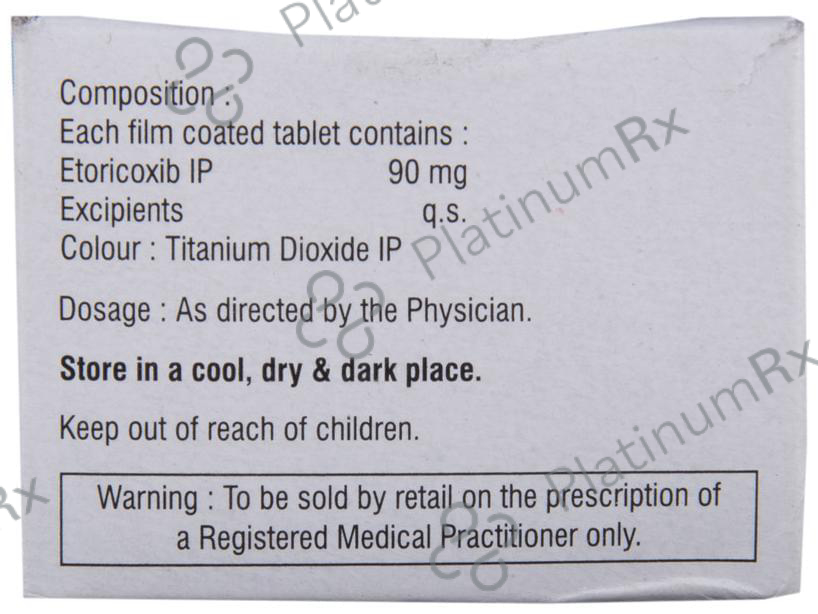 Platinum
Composition :
Each film coated tablet contains :
Etoricoxib IP 90 mg
Excipients q.s.
Colour : Titanium Dioxide IP
PlatinumRx
Dosage : As directed by the Physician.
Store in a cool, dry & dark place.
PlatinumRx
Keep out of reach of children.
Rx
Warning : To be sold by retail on the prescription of
a Registered Medical Practitioner only.